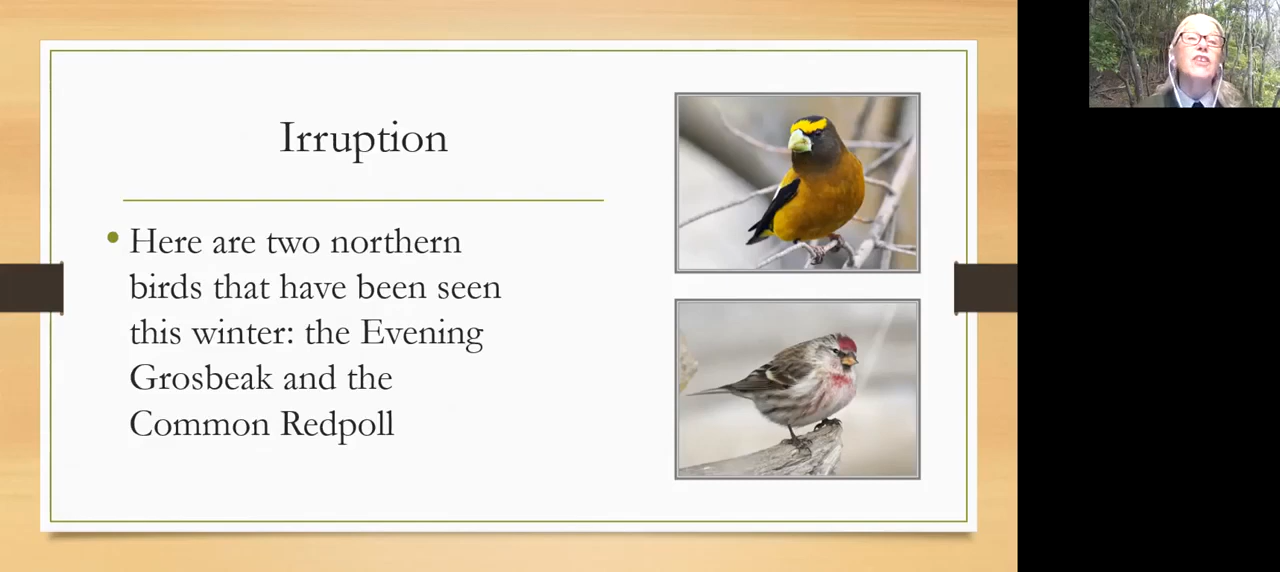 Irruption
Here are two northern
birds that have been seen
this winter: the Evening
Grosbeak and the
Common Redpoll